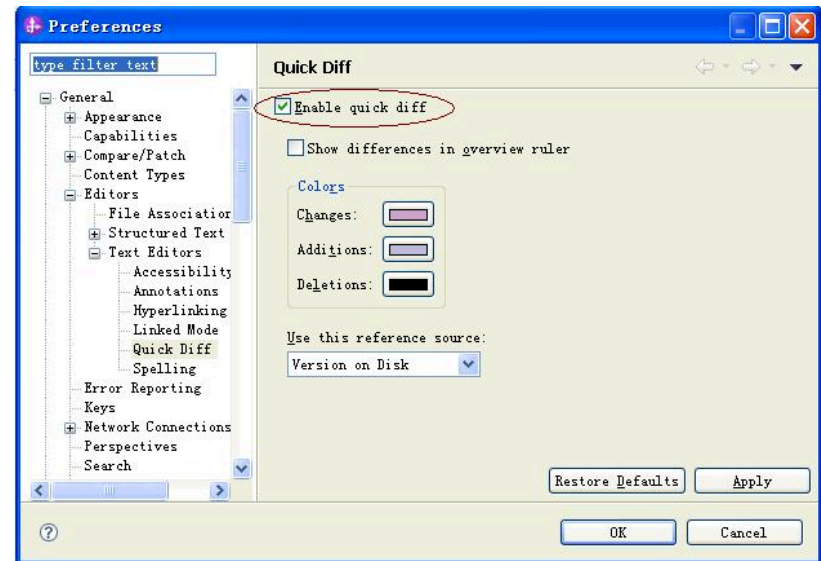 Preferences
type filter text
General
Appearance
Capabilities
Compare/Patch
Content Types
Editors
File Association
Structured Text
Text Editors
Accessibility
Annotations
Hyperlinking
Linked Mode
Quick Diff
Spelling
Error Reporting
Keys
Network Connections
Perspectives
Search
Quick Diff
Enable quick diff
Show differences in overview ruler
Colors
Changes:
Additions:
Deletions:
Use this reference source:
Version on Disk
Restore Defaults
Apply
?
OK
Cancel